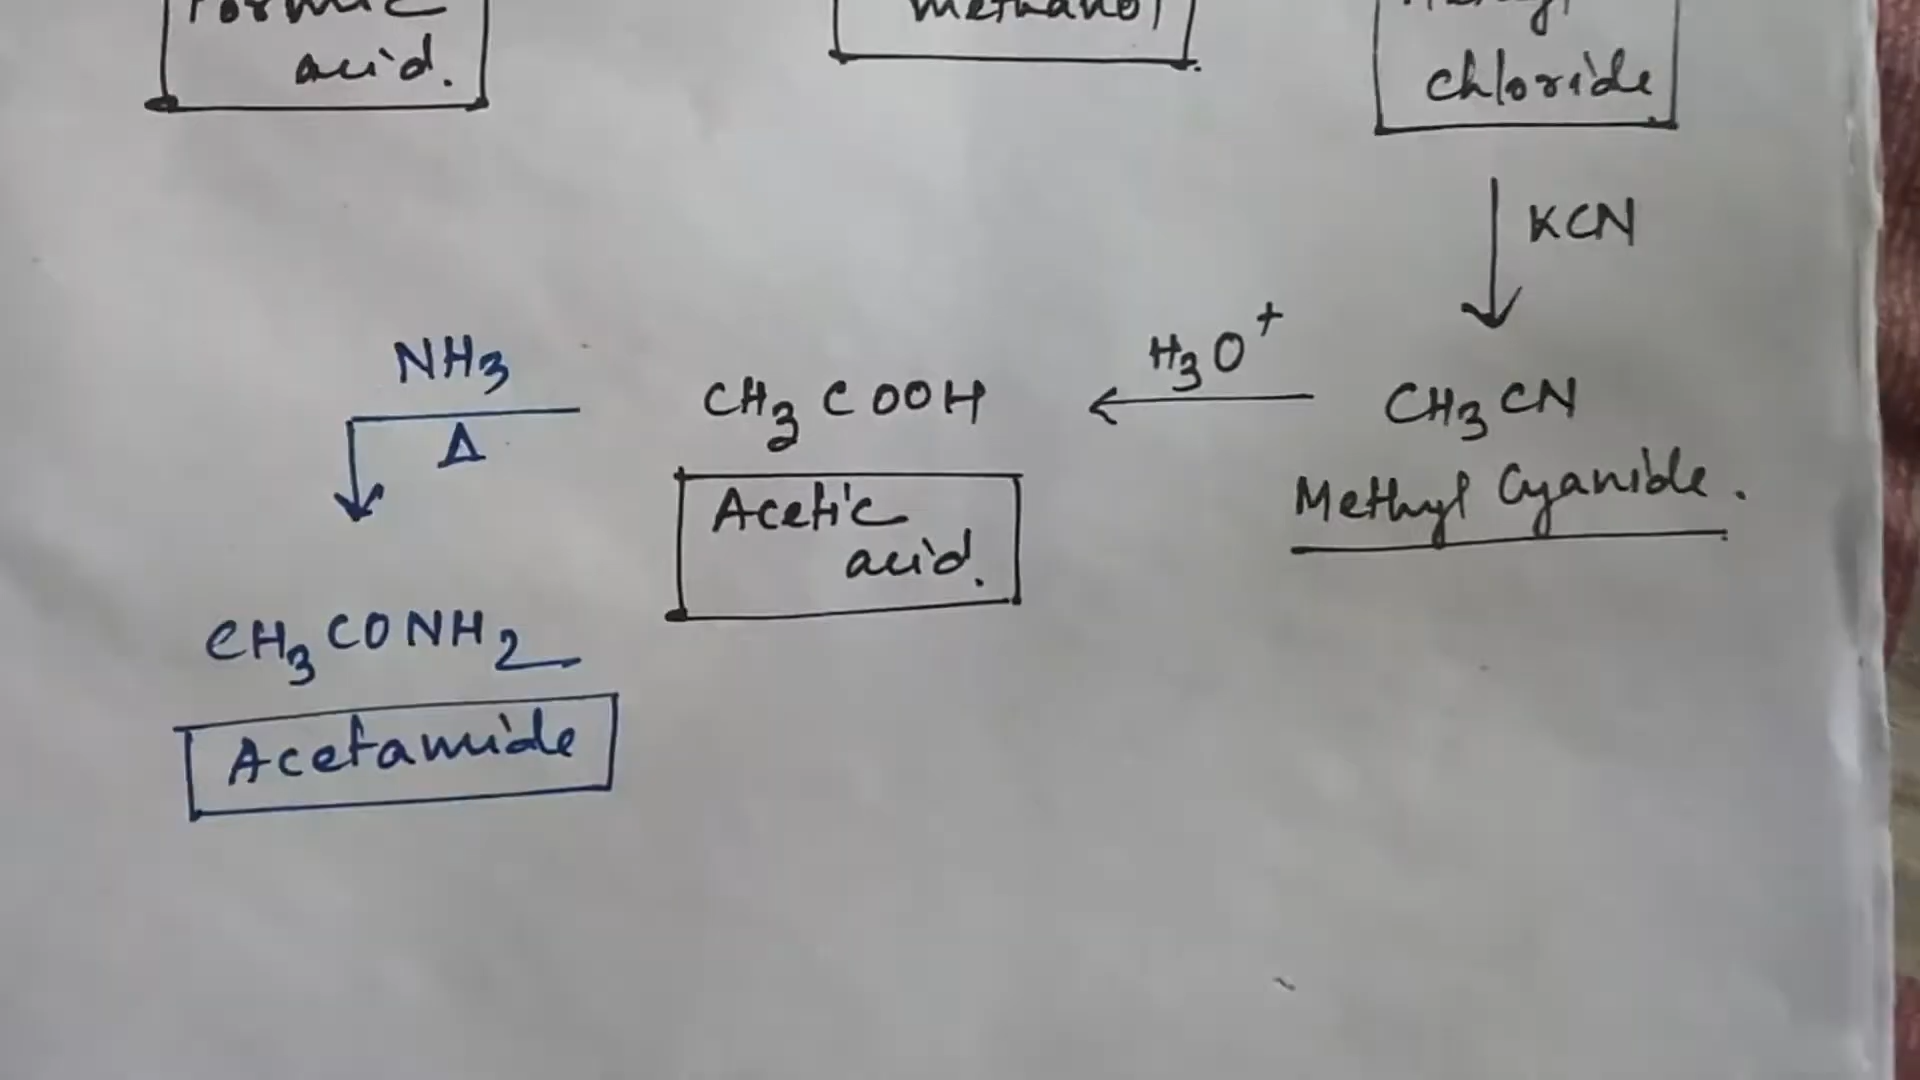 acid.
chloride
KCN
H₃O⁺
NH₃
Δ
CH₃COOH
CH₃CN
Acetic
acid.
Methyl Cyanide.
CH₃CONH₂
Acetamide